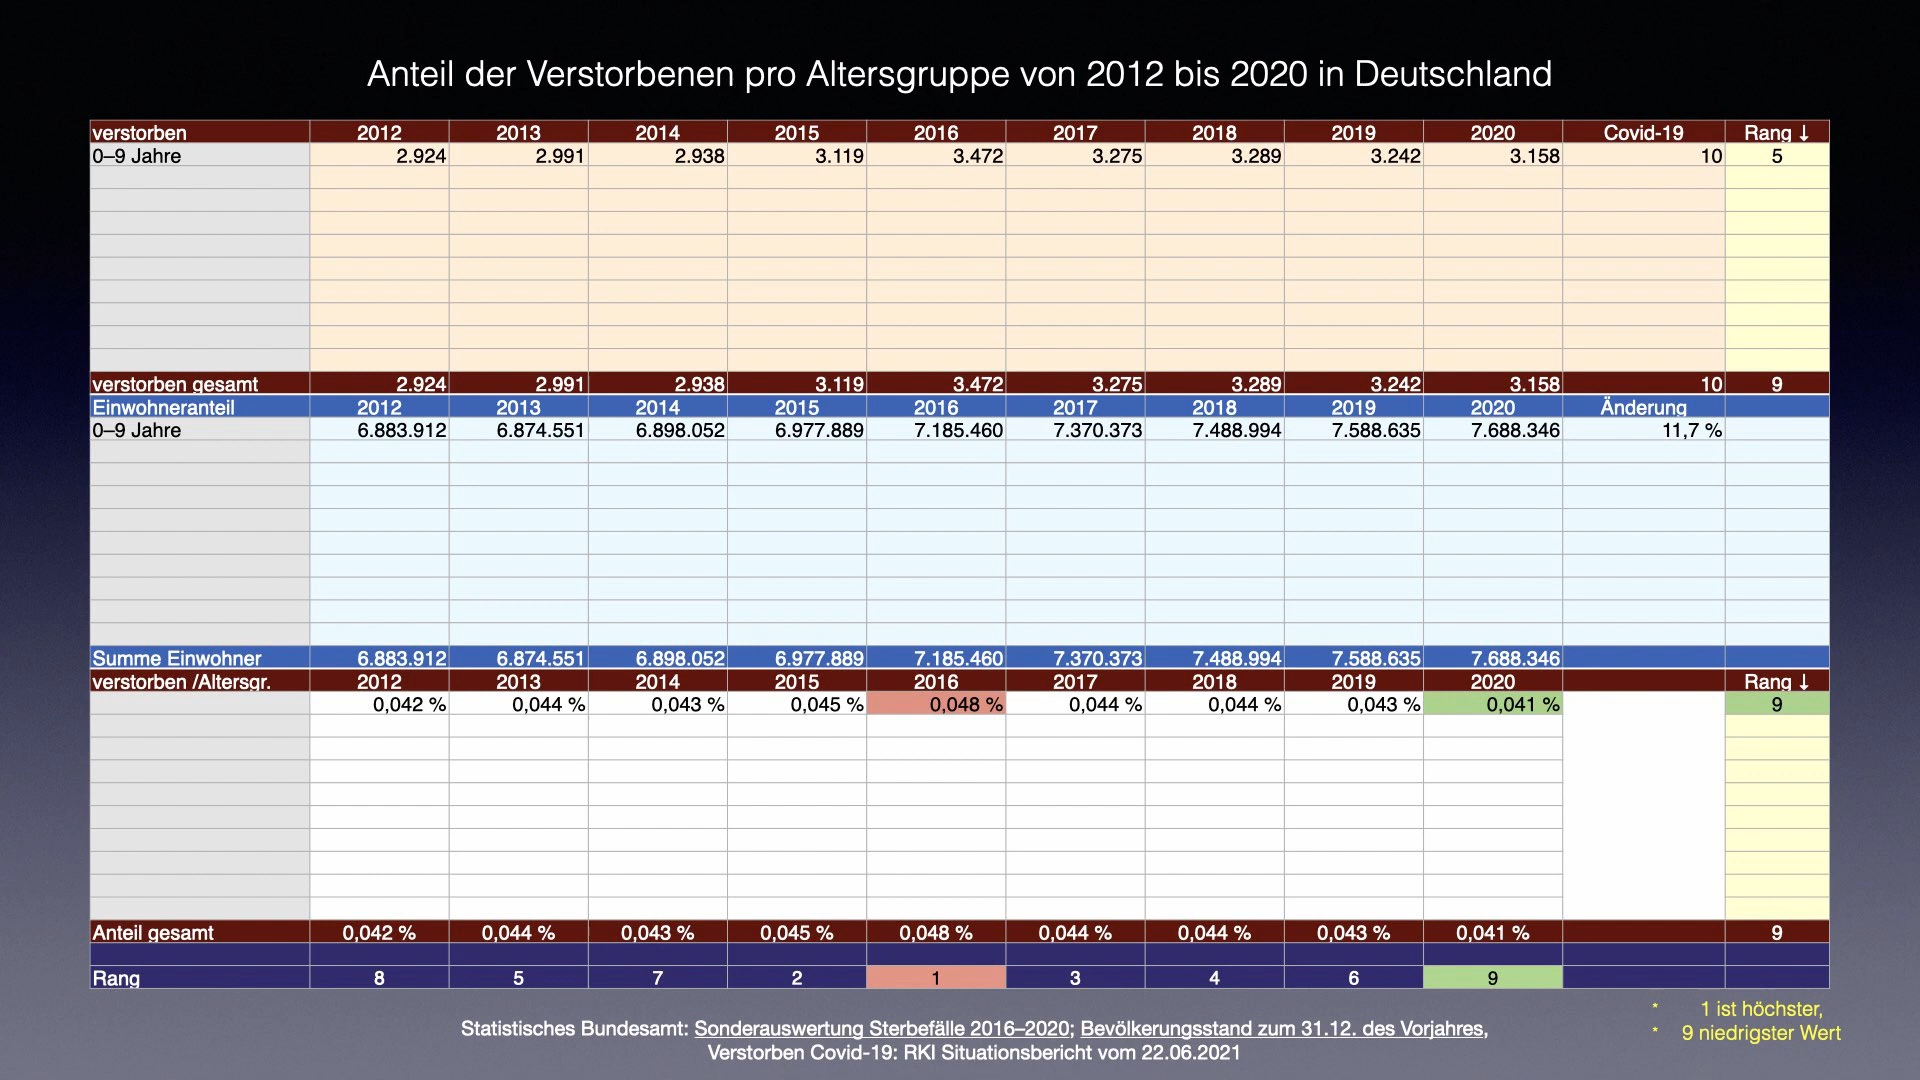 Anteil der Verstorbenen pro Altersgruppe von 2012 bis 2020 in Deutschland
verstorben 2012 2013 2014 2015 2016 2017 2018 2019 2020 Covid-19 Rang ↓
0–9 Jahre 2.924 2.991 2.938 3.119 3.472 3.275 3.289 3.242 3.158 10 5
verstorben gesamt 2.924 2.991 2.938 3.119 3.472 3.275 3.289 3.242 3.158 10 9
Einwohneranteil 2012 2013 2014 2015 2016 2017 2018 2019 2020 Änderung
0–9 Jahre 6.883.912 6.874.551 6.898.052 6.977.889 7.185.460 7.370.373 7.488.994 7.588.635 7.688.346 11,7 %
Summe Einwohner 6.883.912 6.874.551 6.898.052 6.977.889 7.185.460 7.370.373 7.488.994 7.588.635 7.688.346
verstorben /Altersgr. 2012 2013 2014 2015 2016 2017 2018 2019 2020 Rang ↓
0,042 % 0,044 % 0,043 % 0,045 % 0,048 % 0,044 % 0,044 % 0,043 % 0,041 % 9
Anteil gesamt 0,042 % 0,044 % 0,043 % 0,045 % 0,048 % 0,044 % 0,044 % 0,043 % 0,041 % 9
Rang 8 5 7 2 1 3 4 6 9
* 1 ist höchster,
* 9 niedrigster Wert
Statistisches Bundesamt: Sonderauswertung Sterbefälle 2016–2020; Bevölkerungsstand zum 31.12. des Vorjahres,
Verstorben Covid-19: RKI Situationsbericht vom 22.06.2021